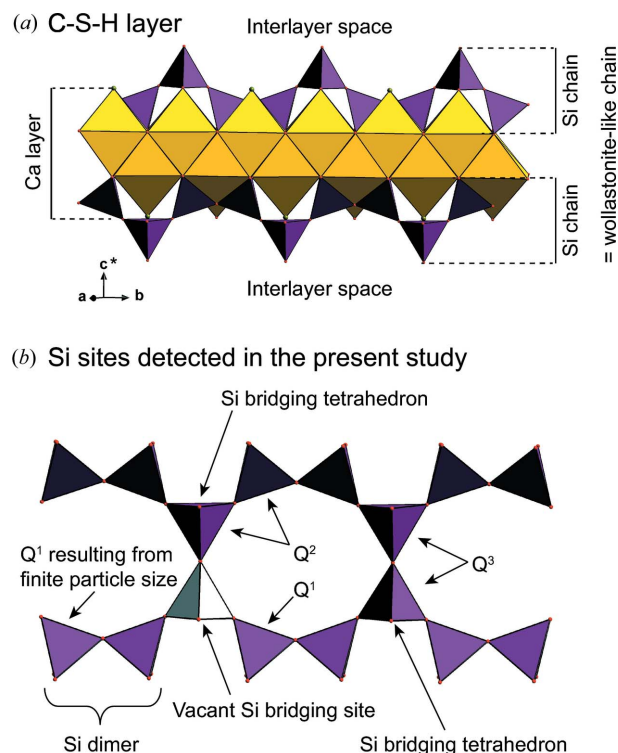 (a) C-S-H layer
Interlayer space
Ca layer
Si chain
Si chain
= wollastonite-like chain
c*
a
b
Interlayer space
(b) Si sites detected in the present study
Si bridging tetrahedron
Q¹ resulting from
finite particle size
Q²
Q¹
Q³
Vacant Si bridging site
Si dimer
Si bridging tetrahedron